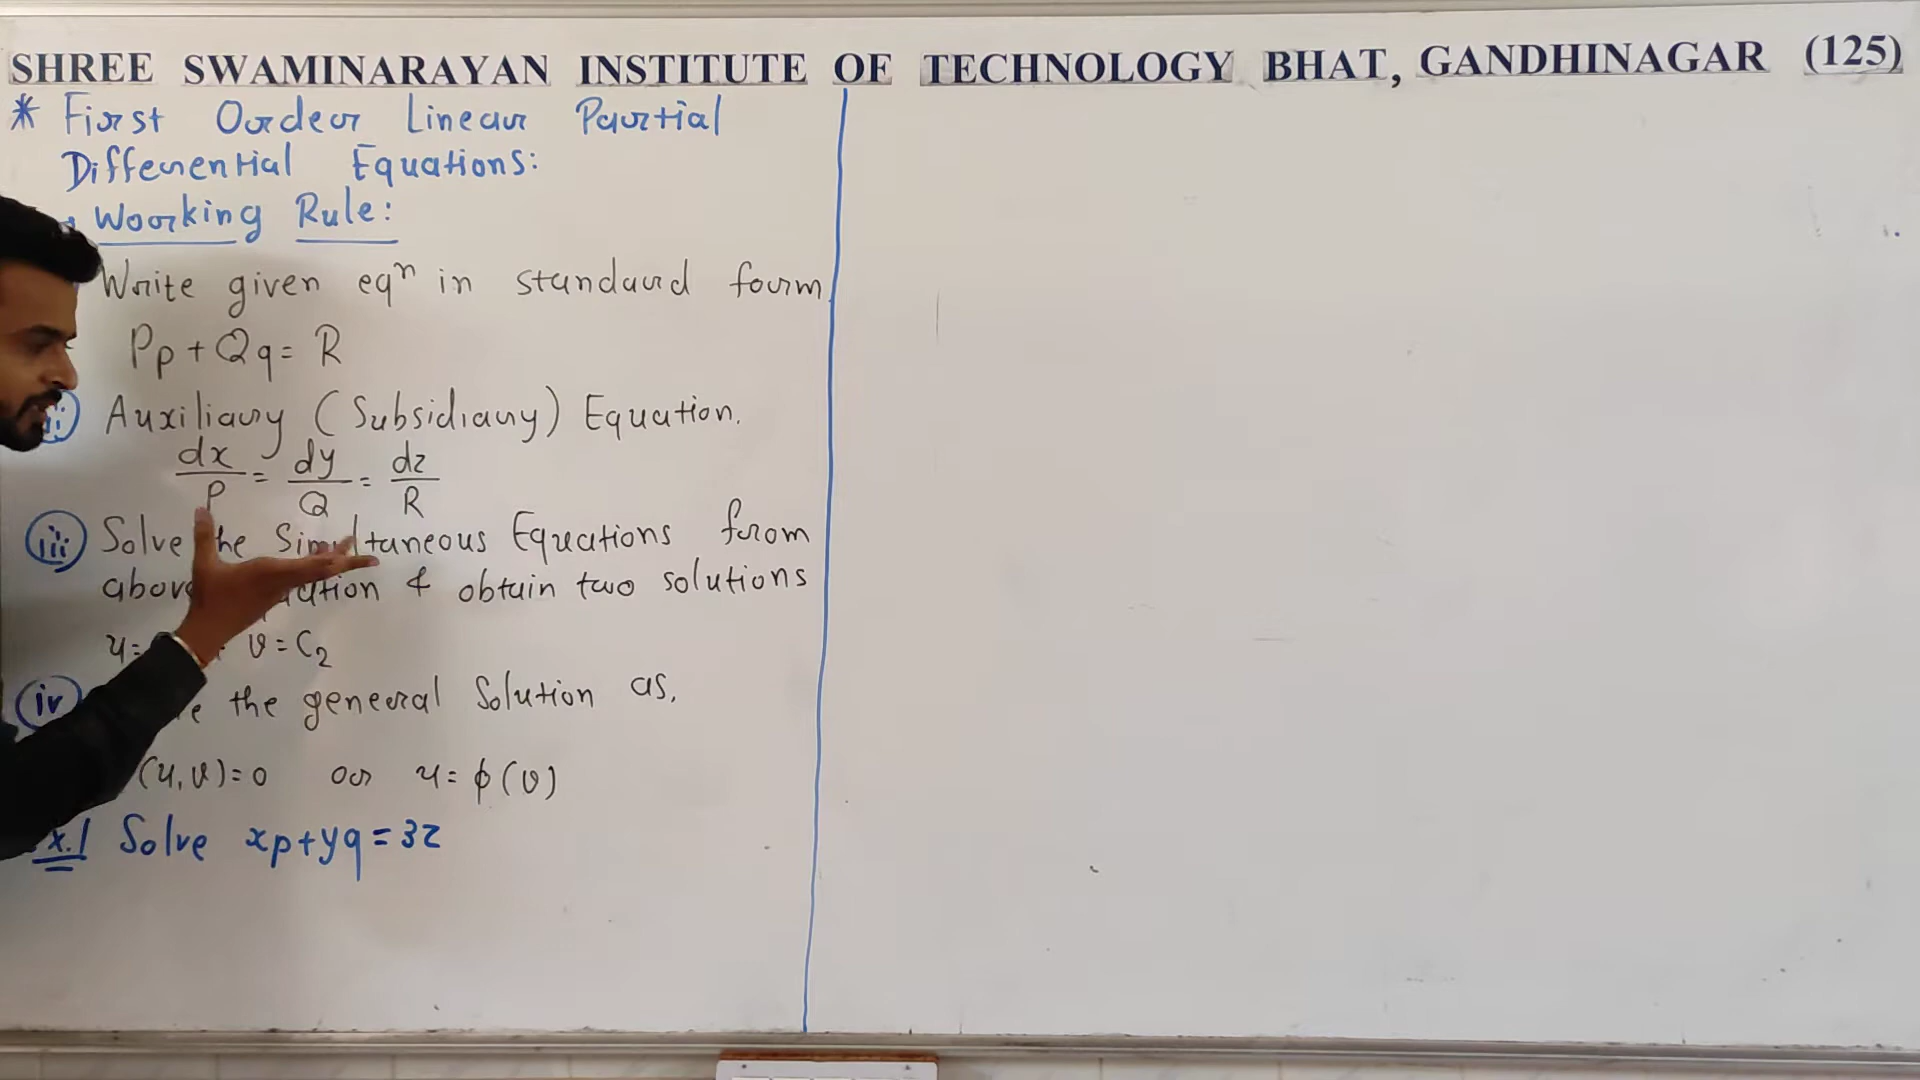 SHREE SWAMINARAYAN INSTITUTE OF TECHNOLOGY BHAT, GANDHINAGAR (125)
* First Order Linear Partial
Differential Equations:
Working Rule:
Write given eqⁿ in standard form
Pp + Qq = R
Auxiliary (Subsidiary) Equation.
dx/P = dy/Q = dz/R
(iii) Solve the Simultaneous Equations from
above & obtain two solutions
v = C₂
(iv) the general Solution as,
(u, v) = 0 or u = ϕ(v)
Ex.1 Solve xp+yq=3z